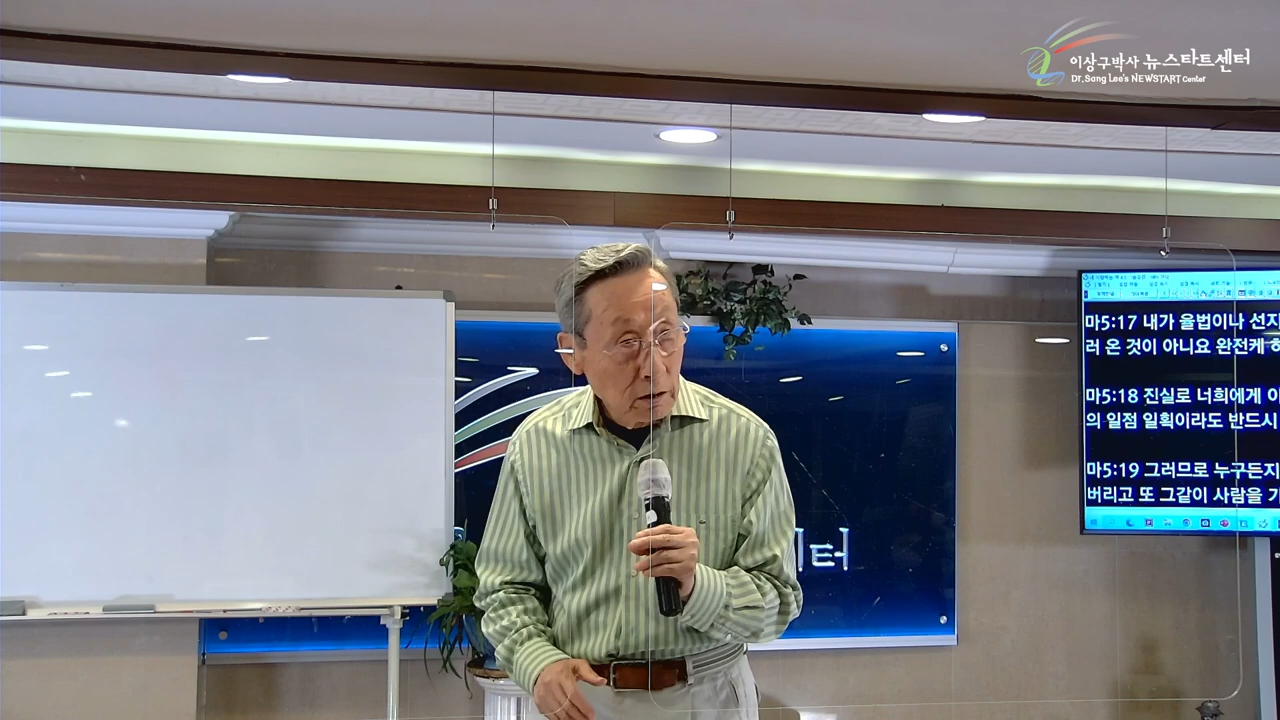 이상구박사 뉴스타트센터
Dr.Sang Lee's NEWSTART Center
마5:17 내가 율법이나 선지
러 온 것이 아니요 완전케 하
마5:18 진실로 너희에게 이
의 일점 일획이라도 반드시
마5:19 그러므로 누구든지
버리고 또 그같이 사람을 가
터